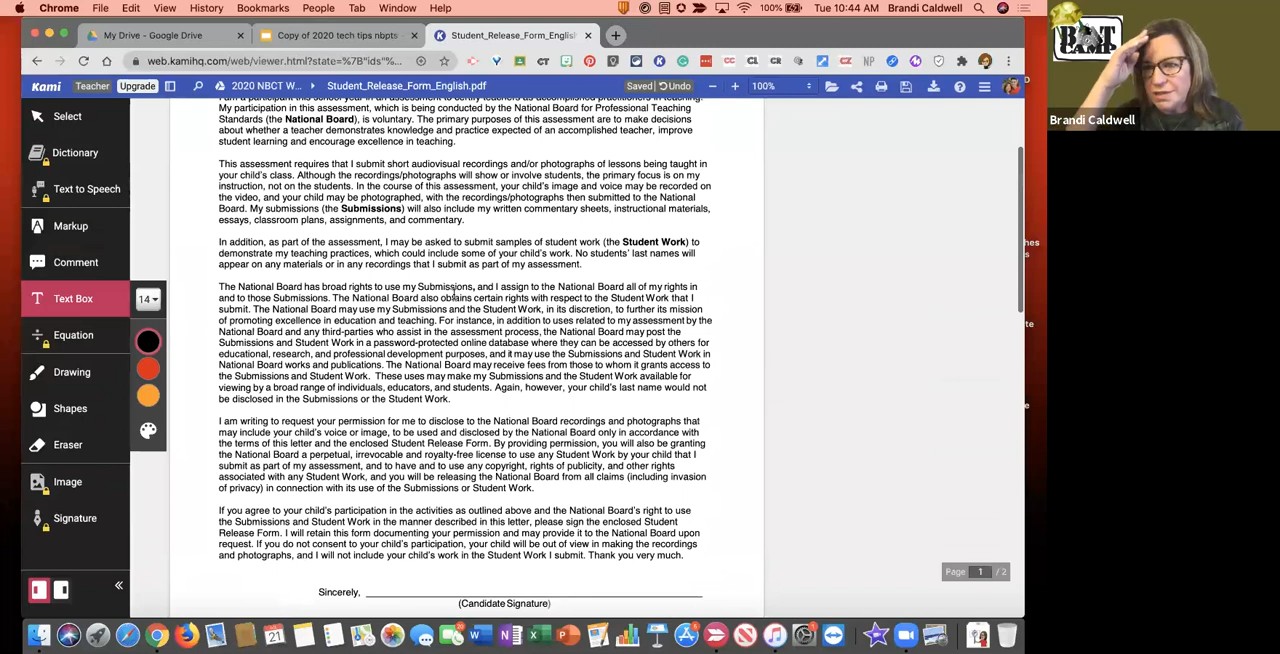 Chrome File Edit View History Bookmarks People Tab Window Help 100% Tue 10:44 AM Brandi Caldwell
My Drive - Google Drive Copy of 2020 tech tips nbpts Student_Release_Form_English
web.kamihq.com/web/viewer.html?state=%7B"ids"%...
Kami Teacher Upgrade 2020 NBCT W... Student_Release_Form_English.pdf Saved Undo 100%
BOOT CAMP
Brandi Caldwell
Select
Dictionary
Text to Speech
Markup
Comment
Text Box
Equation
Drawing
Shapes
Eraser
Image
Signature
14
My participation in this assessment, which is being conducted by the National Board for Professional Teaching
Standards (the National Board), is voluntary. The primary purposes of this assessment are to make decisions
about whether a teacher demonstrates knowledge and practice expected of an accomplished teacher, improve
student learning and encourage excellence in teaching.
This assessment requires that I submit short audiovisual recordings and/or photographs of lessons being taught in
your child's class. Although the recordings/photographs will show or involve students, the primary focus is on my
instruction, not on the students. In the course of this assessment, your child's image and voice may be recorded on
the video, and your child may be photographed, with the recordings/photographs then submitted to the National
Board. My submissions (the Submissions) will also include my written commentary sheets, instructional materials,
essays, classroom plans, assignments, and commentary.
In addition, as part of the assessment, I may be asked to submit samples of student work (the Student Work) to
demonstrate my teaching practices, which could include some of your child's work. No students' last names will
appear on any materials or in any recordings that I submit as part of my assessment.
The National Board has broad rights to use my Submissions, and I assign to the National Board all of my rights in
and to those Submissions. The National Board also obtains certain rights with respect to the Student Work that I
submit. The National Board may use my Submissions and the Student Work, in its discretion, to further its mission
of promoting excellence in education and teaching. For instance, in addition to uses related to my assessment by the
National Board and any third-parties who assist in the assessment process, the National Board may post the
Submissions and Student Work in a password-protected online database where they can be accessed by others for
educational, research, and professional development purposes, and it may use the Submissions and Student Work in
National Board works and publications. The National Board may receive fees from those to whom it grants access to
the Submissions and Student Work. These uses may make my Submissions and the Student Work available for
viewing by a broad range of individuals, educators, and students. Again, however, your child's last name would not
be disclosed in the Submissions or the Student Work.
I am writing to request your permission for me to disclose to the National Board recordings and photographs that
may include your child's voice or image, to be used and disclosed by the National Board only in accordance with
the terms of this letter and the enclosed Student Release Form. By providing permission, you will also be granting
the National Board a perpetual, irrevocable and royalty-free license to use any Student Work by your child that I
submit as part of my assessment, and to have and to use any copyright, rights of publicity, and other rights
associated with any Student Work, and you will be releasing the National Board from all claims (including invasion
of privacy) in connection with its use of the Submissions or Student Work.
If you agree to your child's participation in the activities as outlined above and the National Board's right to use
the Submissions and Student Work in the manner described in this letter, please sign the enclosed Student
Release Form. I will retain this form documenting your permission and may provide it to the National Board upon
request. If you do not consent to your child's participation, your child will be out of view in making the recordings
and photographs, and I will not include your child's work in the Student Work I submit. Thank you very much.
Sincerely,
(Candidate Signature)
Page 1 / 2